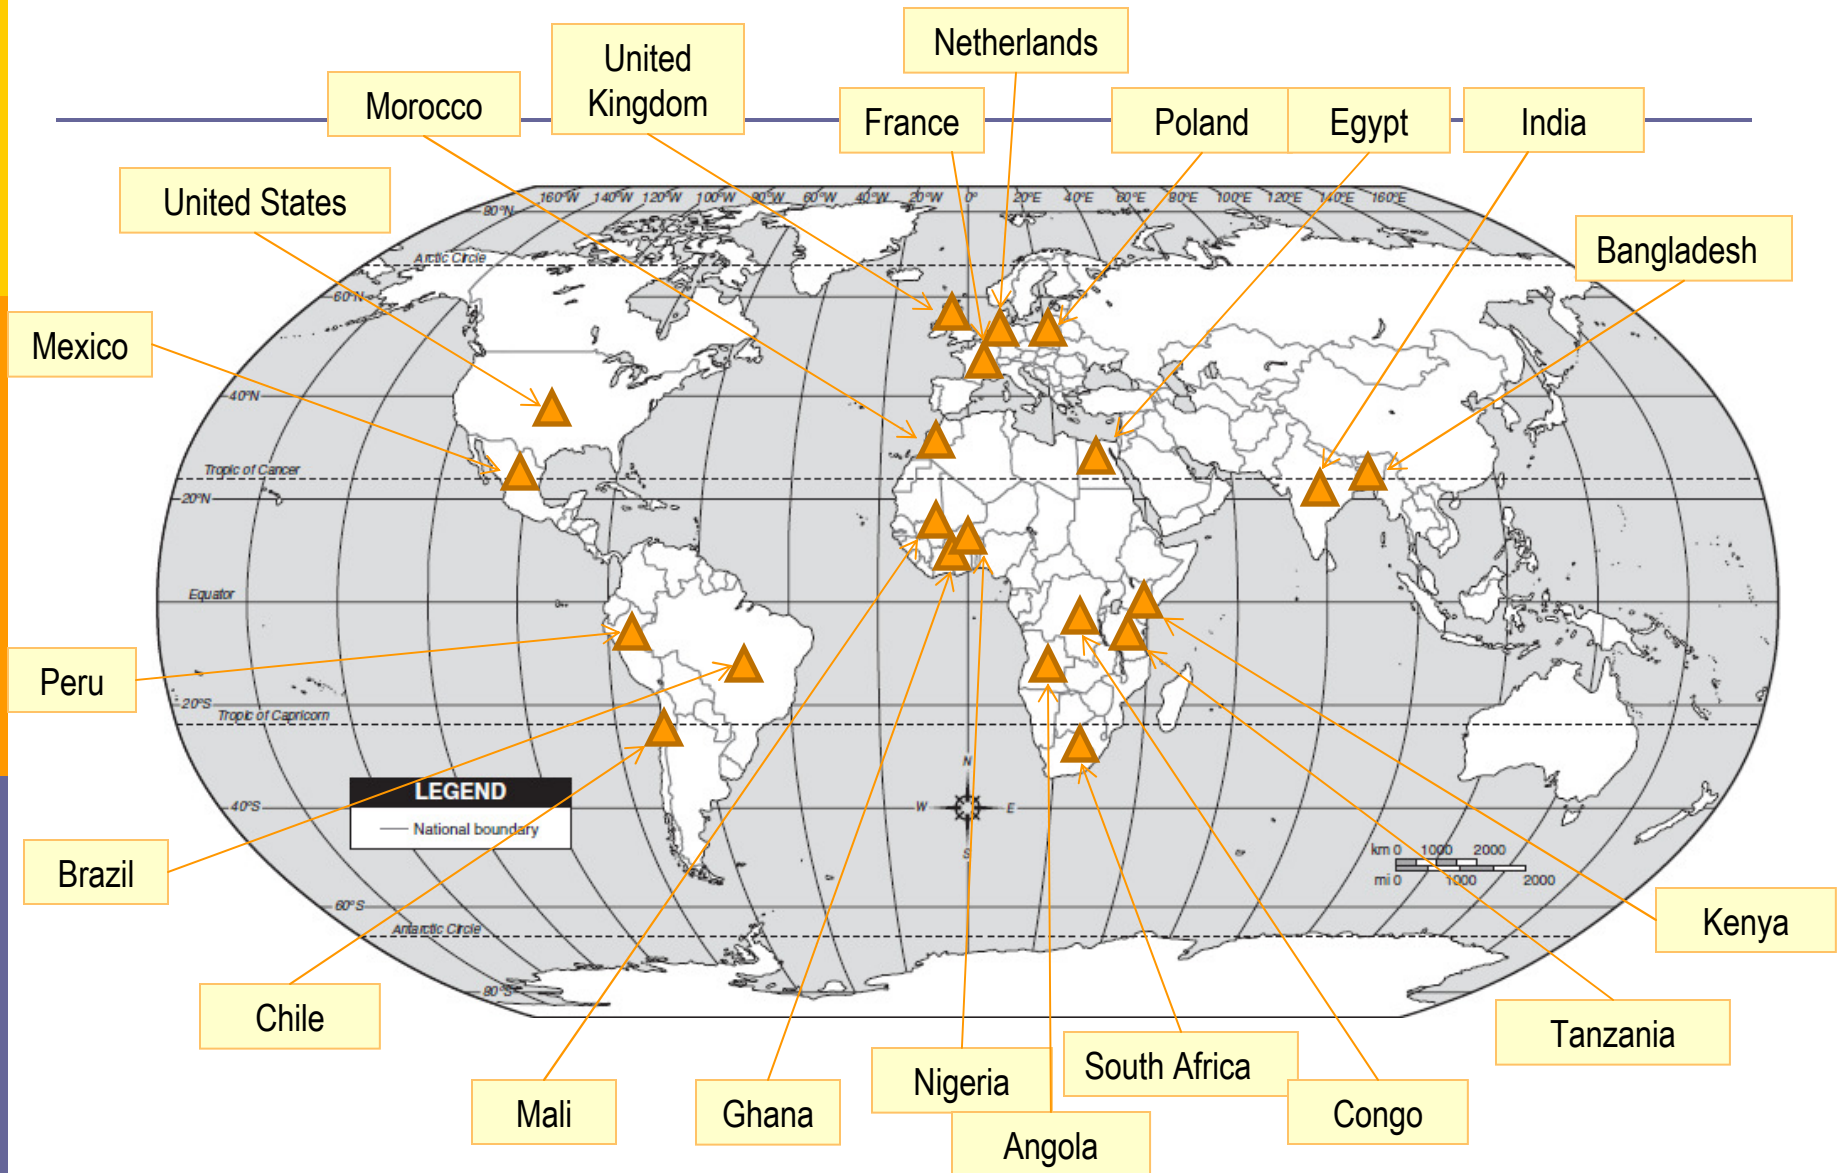 Netherlands
United
Kingdom
Morocco
France
Poland
Egypt
India
United States
160°W 140°W 120°W 100°W 80°W 60°W 40°W 20°W 0° 20°E 40°E 60°E 80°E 100°E 120°E 140°E 160°E
80°N
Bangladesh
Arctic Circle
60°N
Mexico
40°N
Tropic of Cancer
20°N
Equator
Peru
20°S
Tropic of Capricorn
N
W E
S
LEGEND
National boundary
40°S
km 0 1000 2000
mi 0 1000 2000
Brazil
60°S
Kenya
Antarctic Circle
80°S
Chile
Tanzania
South Africa
Nigeria
Mali
Ghana
Congo
Angola